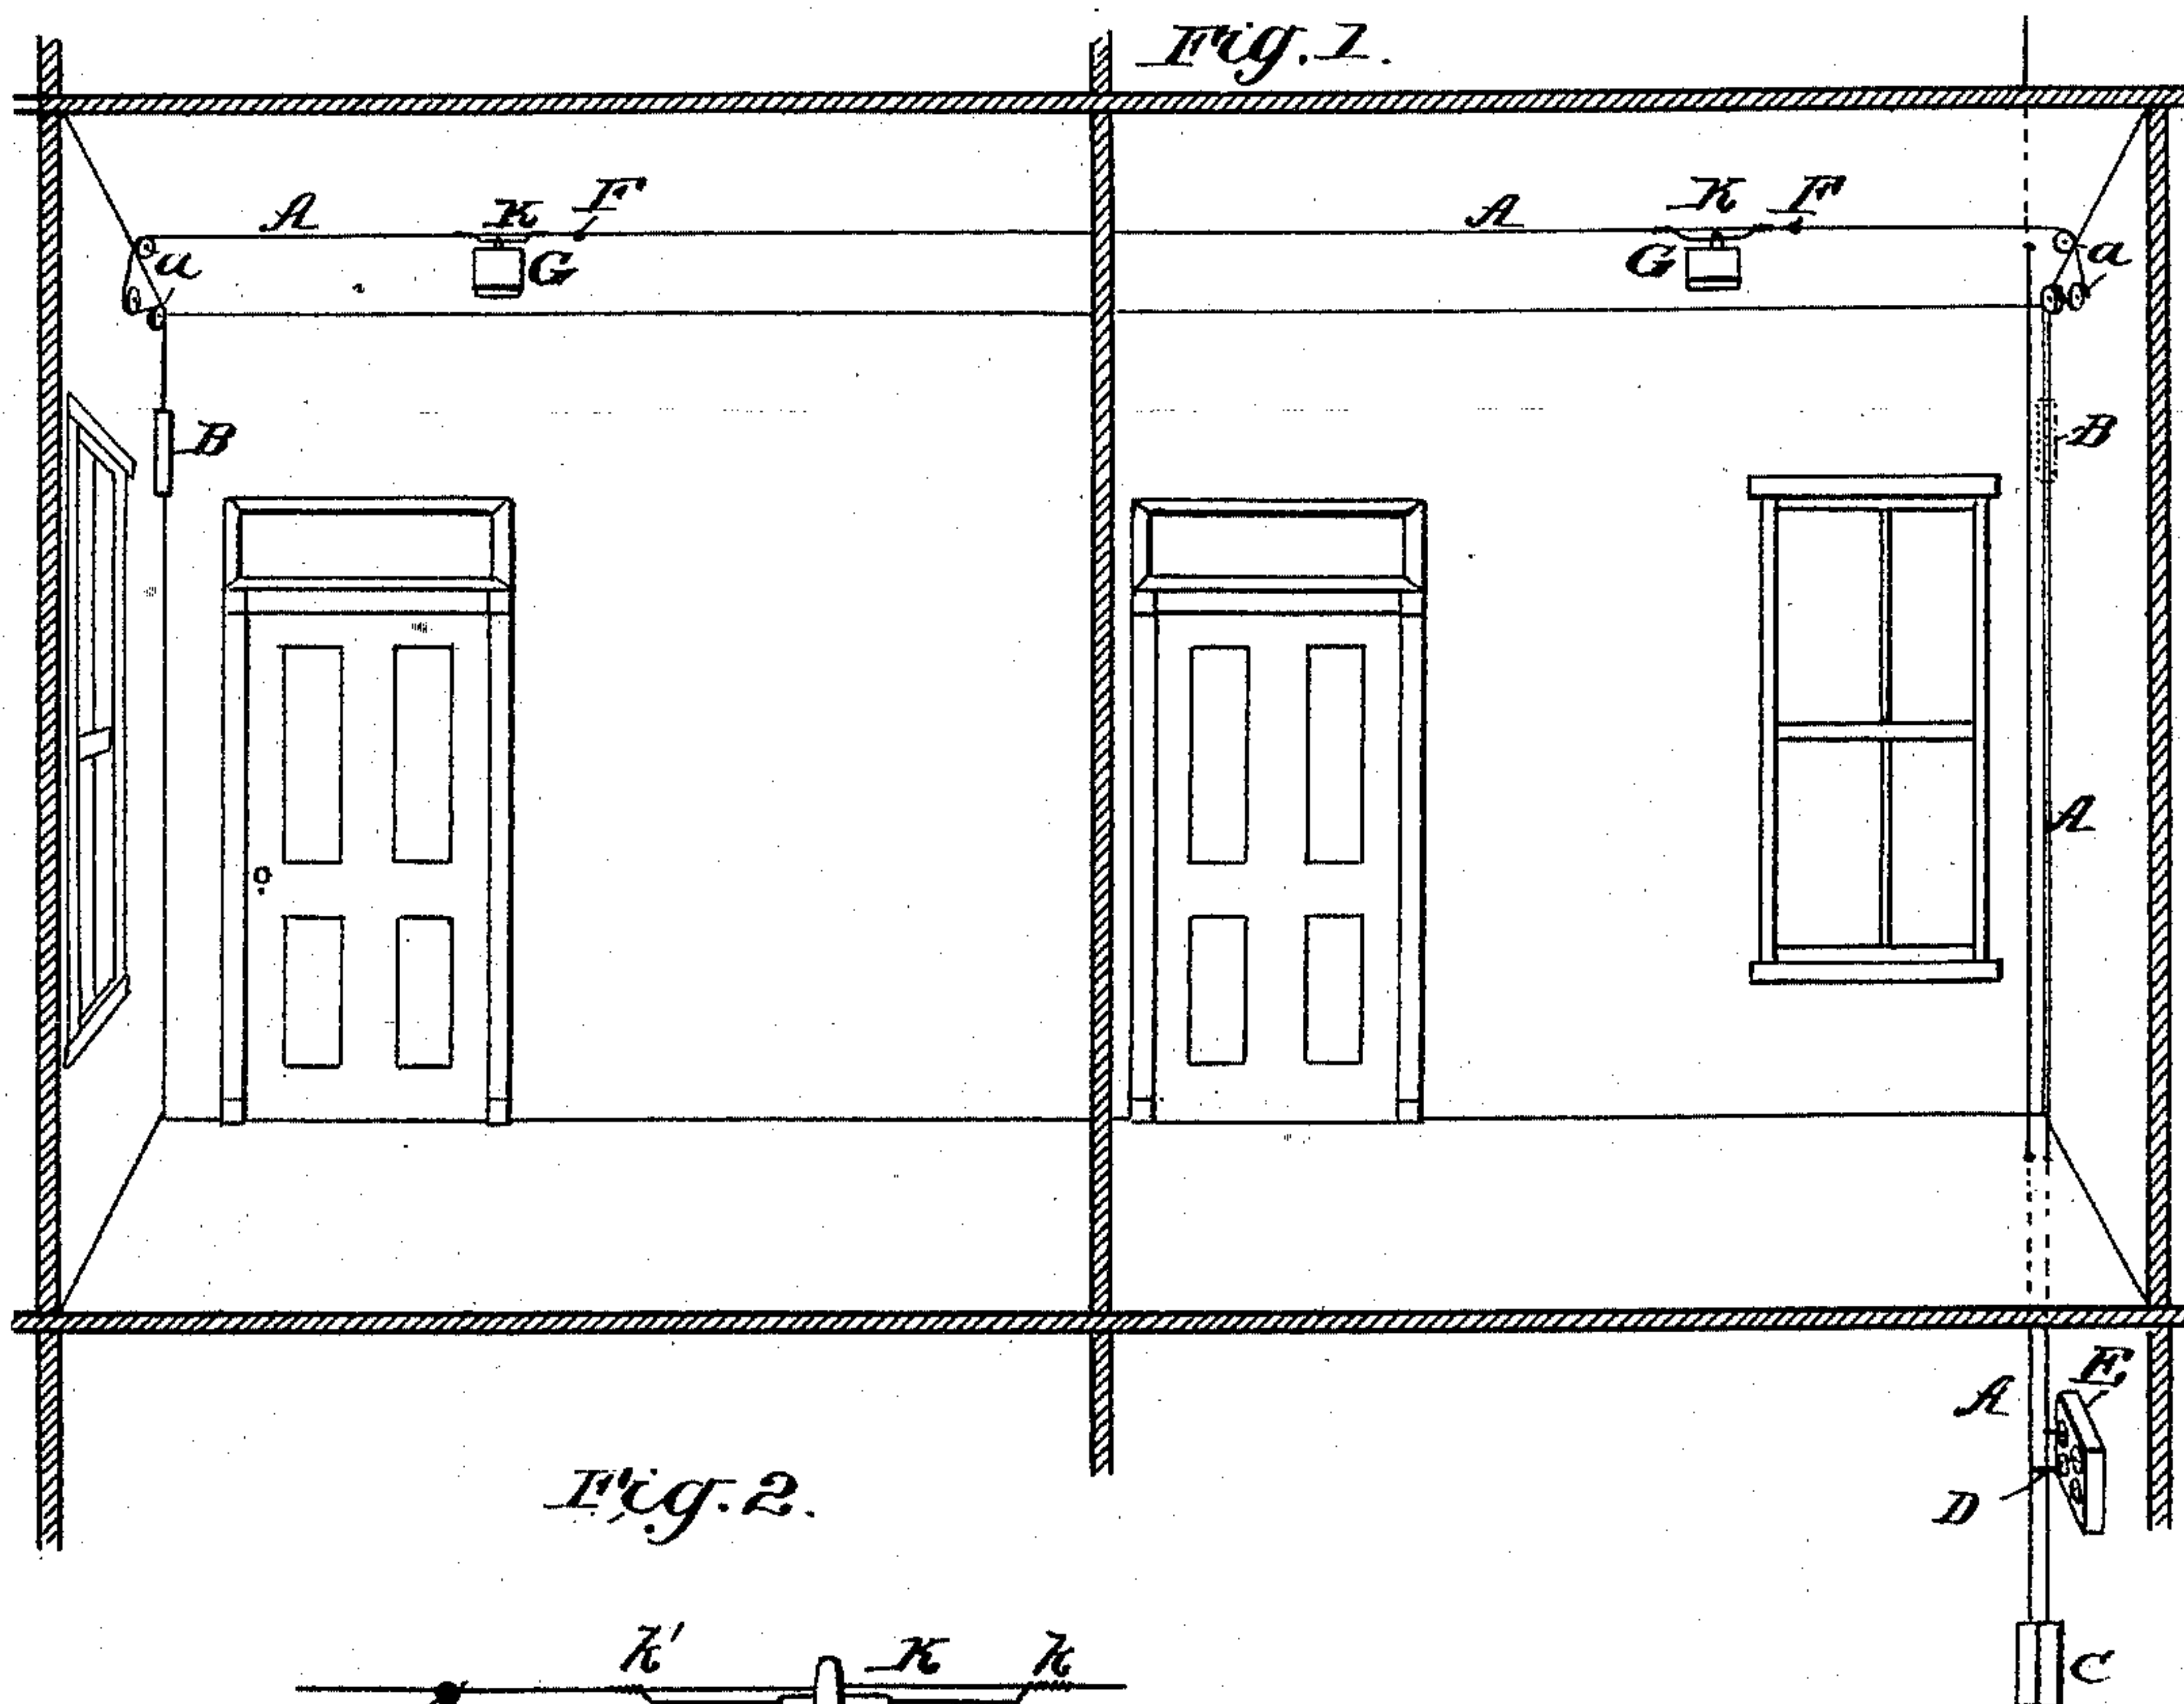 Fig. 1.
A K F A K F
a G G a
B B
A
E
A
D
Fig. 2.
k' K k
C